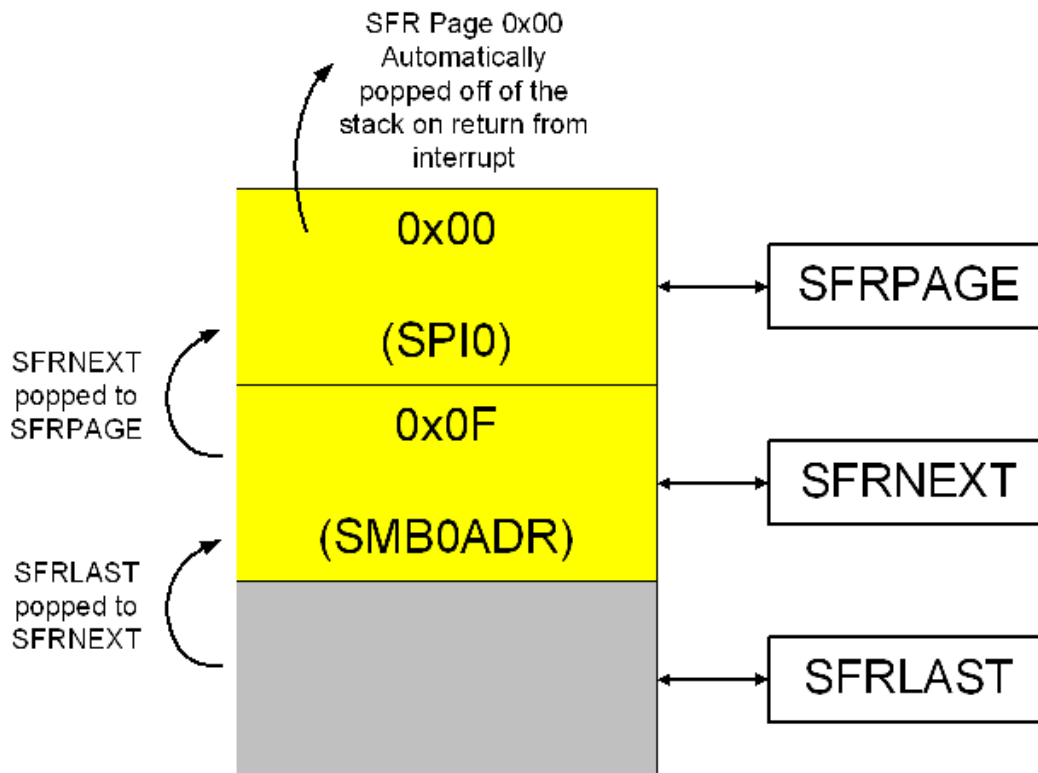 SFR Page 0x00
Automatically
popped off of the
stack on return from
interrupt
0x00
(SPI0)
SFRPAGE
SFRNEXT
popped to
SFRPAGE
0x0F
(SMB0ADR)
SFRNEXT
SFRLAST
popped to
SFRNEXT
SFRLAST